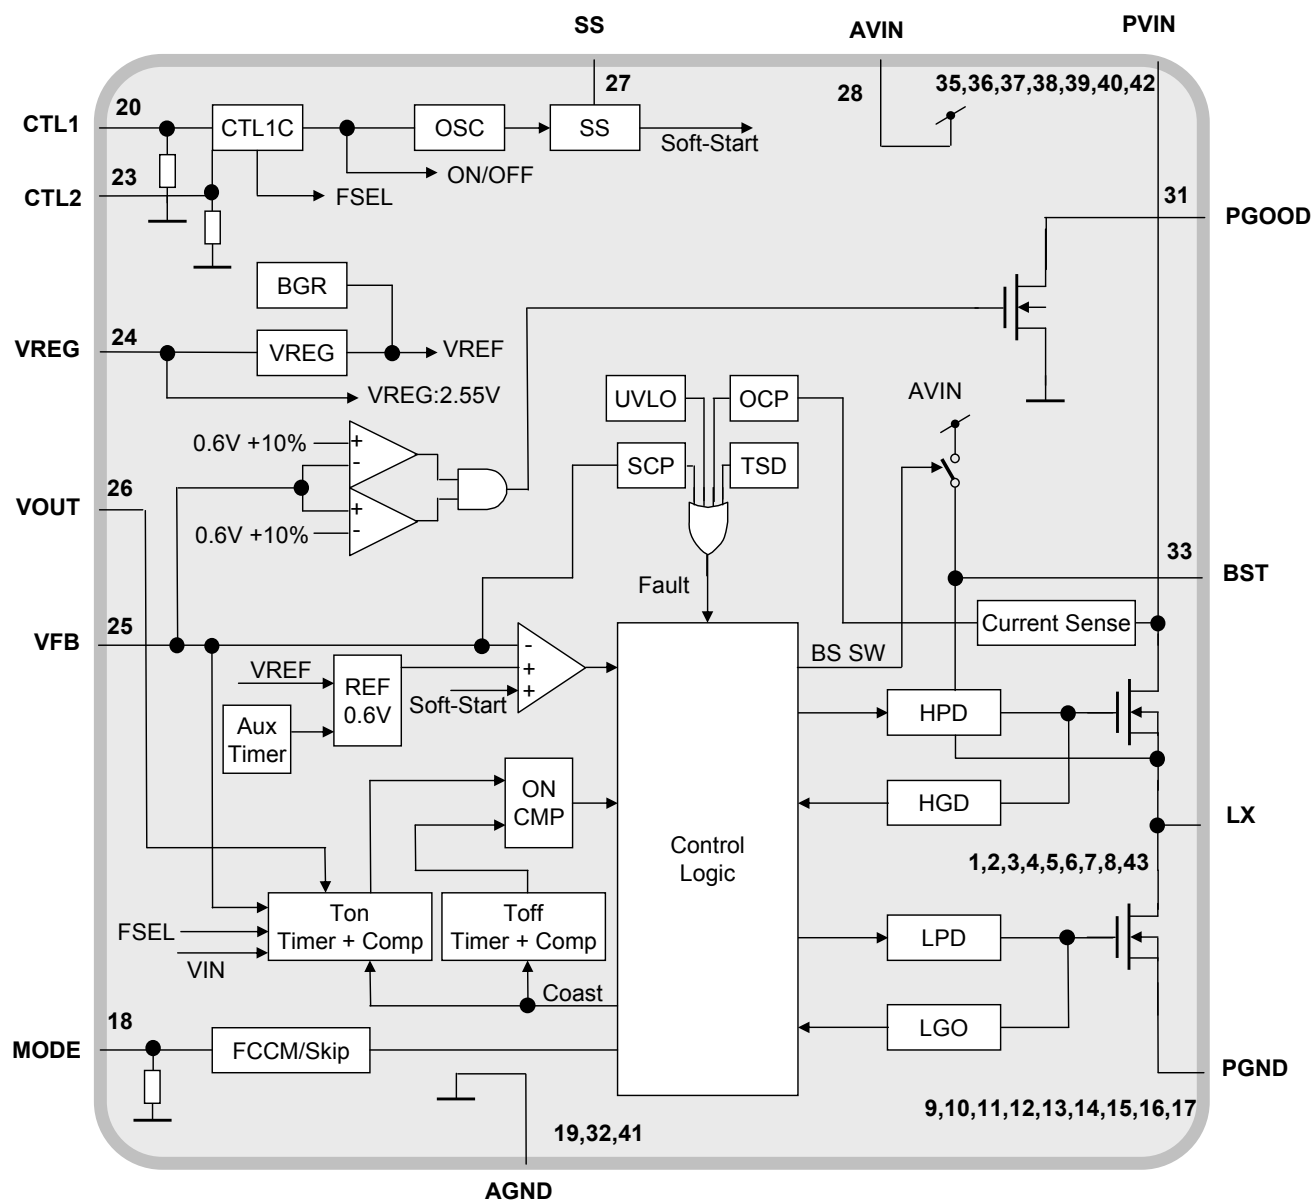 SS
AVIN
PVIN
27
28
35,36,37,38,39,40,42
CTL1
20
CTL1C
OSC
SS
Soft-Start
ON/OFF
CTL2
23
FSEL
31
PGOOD
BGR
VREG
24
VREG
VREF
VREG:2.55V
UVLO
OCP
AVIN
0.6V +10%
+
-
SCP
TSD
VOUT
26
+
0.6V +10%
-
33
BST
Fault
VFB
25
Current Sense
-
+
+
BS SW
VREF
REF
0.6V
Soft-Start
HPD
Aux
Timer
ON
CMP
HGD
LX
Control
Logic
1,2,3,4,5,6,7,8,43
Ton
Timer + Comp
Toff
Timer + Comp
FSEL
VIN
LPD
Coast
LGO
MODE
18
FCCM/Skip
PGND
9,10,11,12,13,14,15,16,17
19,32,41
AGND